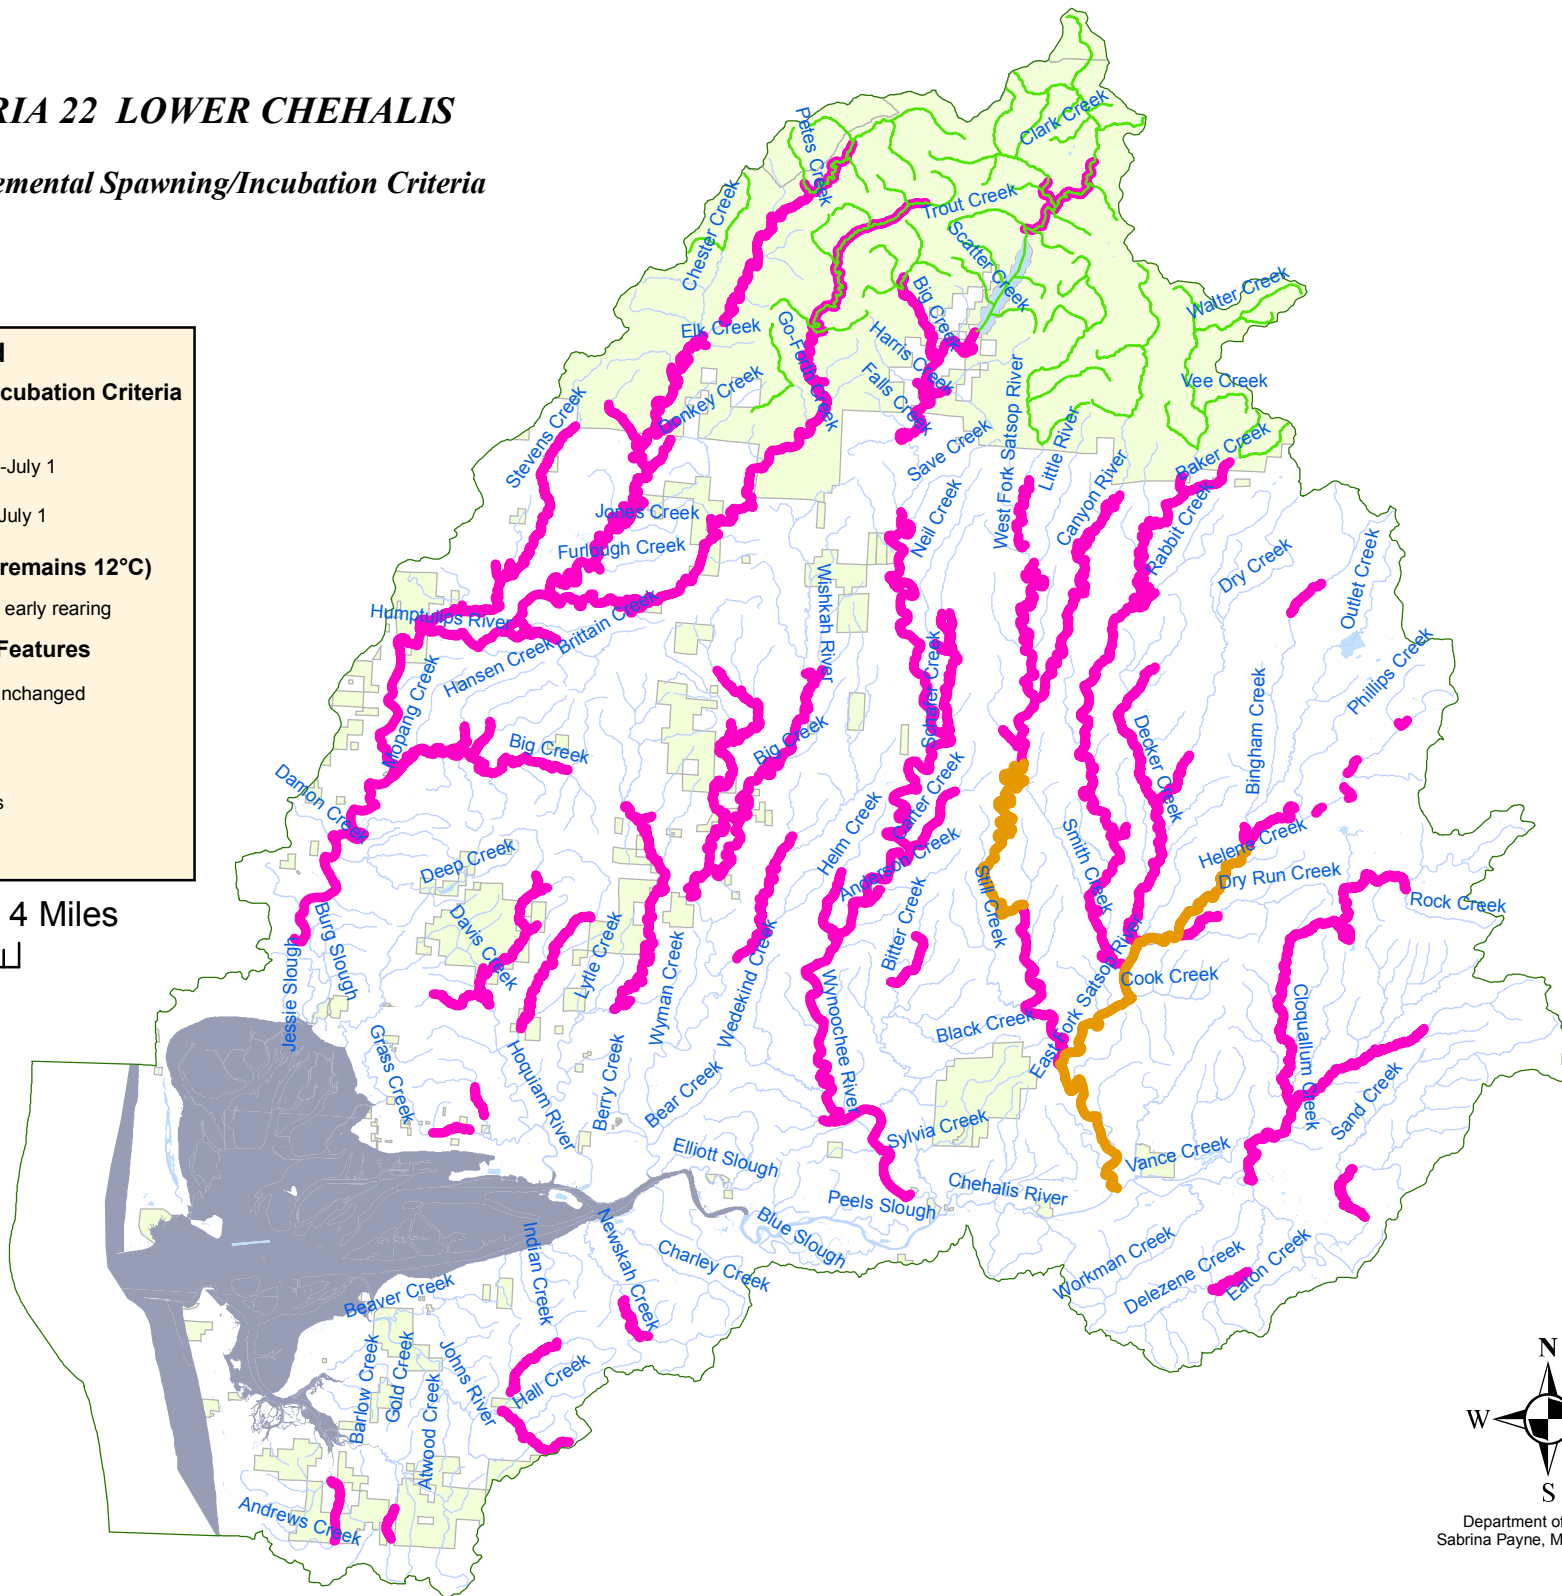 RIA 22 LOWER CHEHALIS
emental Spawning/Incubation Criteria
d
cubation Criteria
-July 1
July 1
(remains 12°C)
early rearing
Features
nchanged
s
4 Miles
Petes Creek
Clark Creek
Chester Creek
Trout Creek
Scatter Creek
Walter Creek
Elk Creek
Go-Forth Creek
Big Creek
Harris Creek
Falls Creek
Vee Creek
Donkey Creek
Stevens Creek
Save Creek
West Fork Satsop River
Little River
Canyon River
Baker Creek
Rabbit Creek
Neil Creek
Jones Creek
Furlough Creek
Dry Creek
Outlet Creek
Humptulips River
Brittain Creek
Hansen Creek
Wishkah River
Schafer Creek
Phillips Creek
Mopang Creek
Big Creek
Big Creek
Bingham Creek
Decker Creek
Damon Creek
Helm Creek
Carter Creek
Anderson Creek
Smith Creek
Helene Creek
Deep Creek
Dry Run Creek
Rock Creek
Still Creek
Bitter Creek
Burg Slough
Davis Creek
Lytle Creek
Jessie Slough
Wyman Creek
Wedekind Creek
Wynoochee River
Black Creek
East Fork Satsop River
Cook Creek
Cloquallum Creek
Grass Creek
Hoquiam River
Berry Creek
Bear Creek
Sand Creek
Sylvia Creek
Vance Creek
Elliott Slough
Peels Slough
Chehalis River
Blue Slough
Newskah Creek
Charley Creek
Indian Creek
Workman Creek
Delezene Creek
Eaton Creek
Beaver Creek
Barlow Creek
Gold Creek
Johns River
Hall Creek
Atwood Creek
Andrews Creek
N
W
S
Department of
Sabrina Payne, M